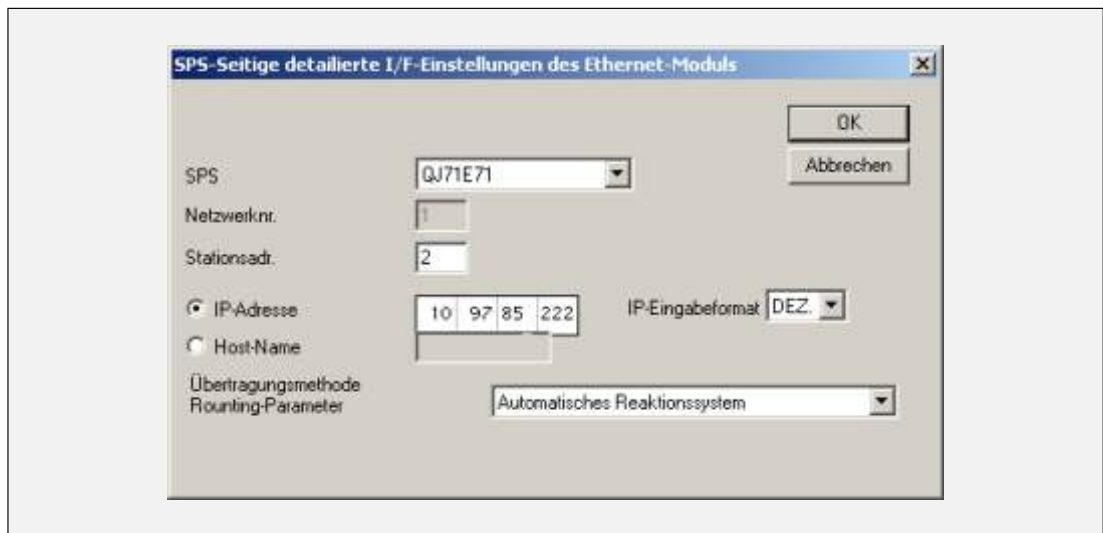 SPS-Seitige detailierte I/F-Einstellungen des Ethernet-Moduls
OK
Abbrechen
SPS QJ71E71
Netzwerknr. 1
Stationsadr. 2
IP-Adresse 10 97 85 222 IP-Eingabeformat DEZ.
Host-Name
Übertragungsmethode
Rounting-Parameter Automatisches Reaktionssystem